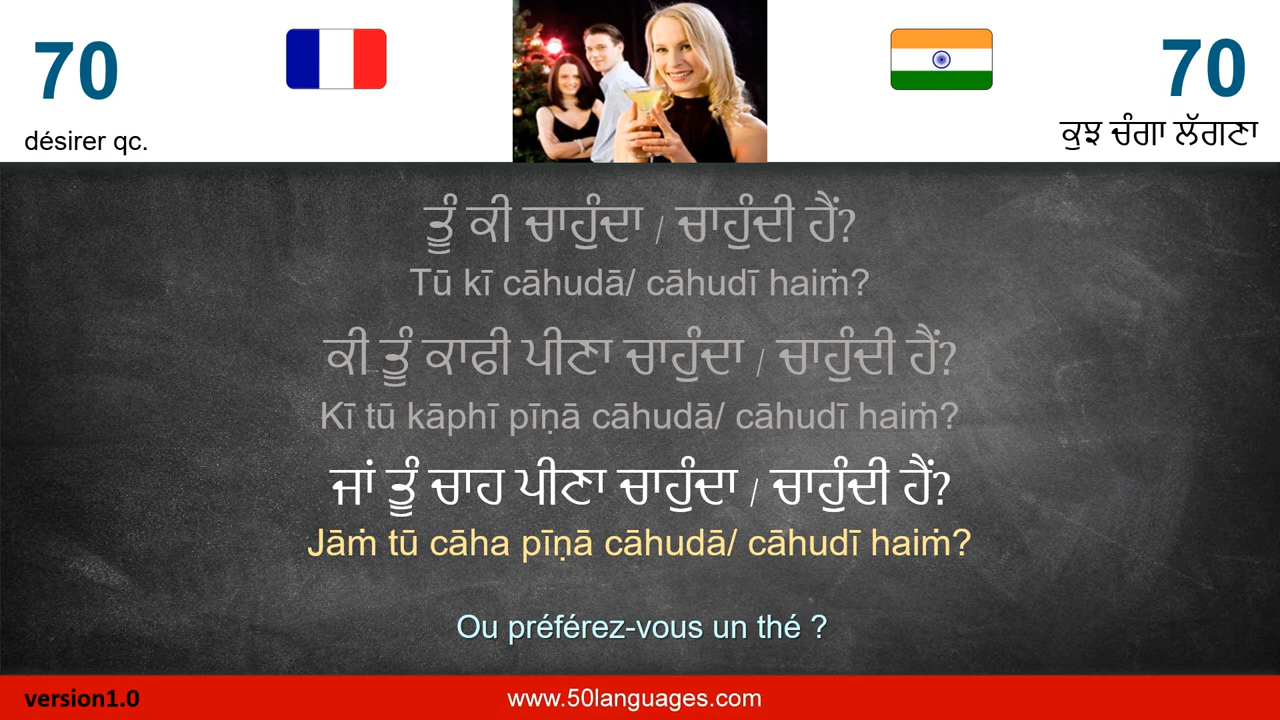 70
70
désirer qc.
ਕੁਝ ਚੰਗਾ ਲੱਗਣਾ
ਤੂੰ ਕੀ ਚਾਹੁੰਦਾ / ਚਾਹੁੰਦੀ ਹੈਂ?
Tū kī cāhudā/ cāhudī haiṁ?
ਕੀ ਤੂੰ ਕਾਫੀ ਪੀਣਾ ਚਾਹੁੰਦਾ / ਚਾਹੁੰਦੀ ਹੈਂ?
Kī tū kāphī pīṇā cāhudā/ cāhudī haiṁ?
ਜਾਂ ਤੂੰ ਚਾਹ ਪੀਣਾ ਚਾਹੁੰਦਾ / ਚਾਹੁੰਦੀ ਹੈਂ?
Jāṁ tū cāha pīṇā cāhudā/ cāhudī haiṁ?
Ou préférez-vous un thé ?
version1.0
www.50languages.com